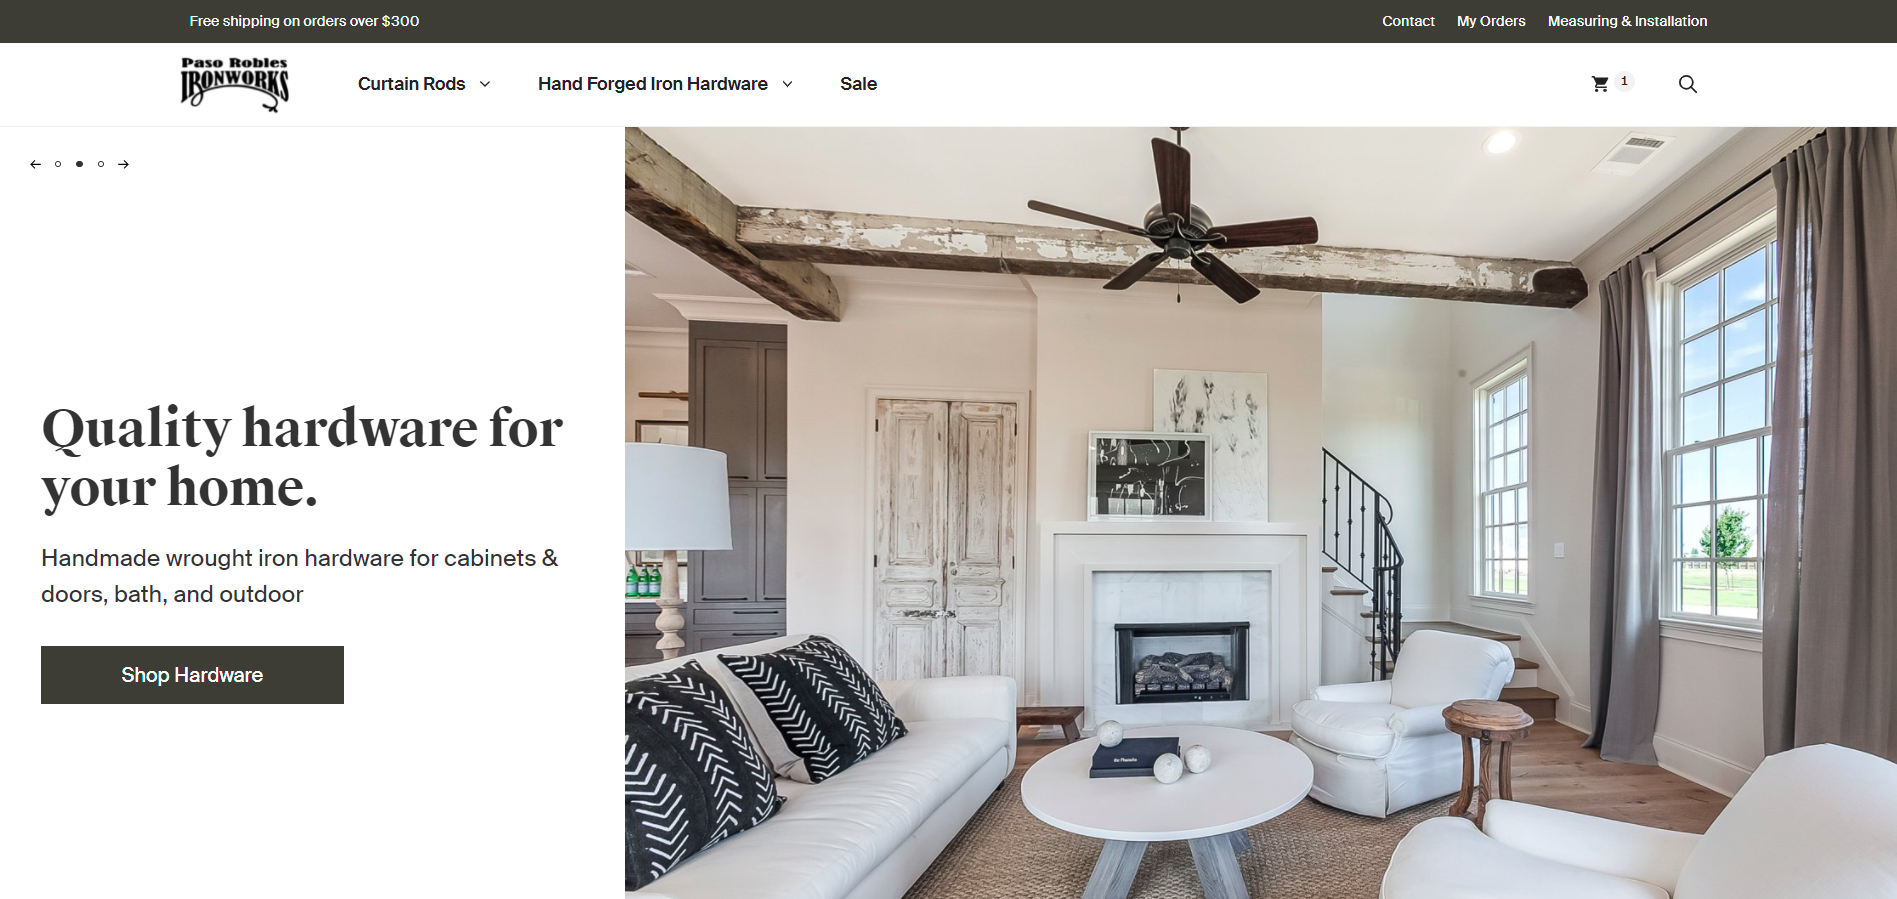 Free shipping on orders over $300
Contact
My Orders
Measuring & Installation
Paso Robles
IRONWORKS
Curtain Rods
Hand Forged Iron Hardware
Sale
1
Quality hardware for
your home.
Handmade wrought iron hardware for cabinets &
doors, bath, and outdoor
Shop Hardware